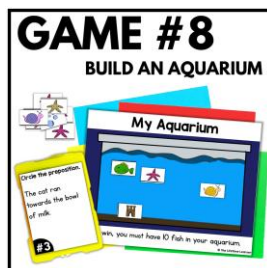 GAME #8
BUILD AN AQUARIUM
My Aquarium
Circle the preposition.
The cat ran
towards the bowl
of milk.
#3
win, you must have 10 fish in your aquarium.